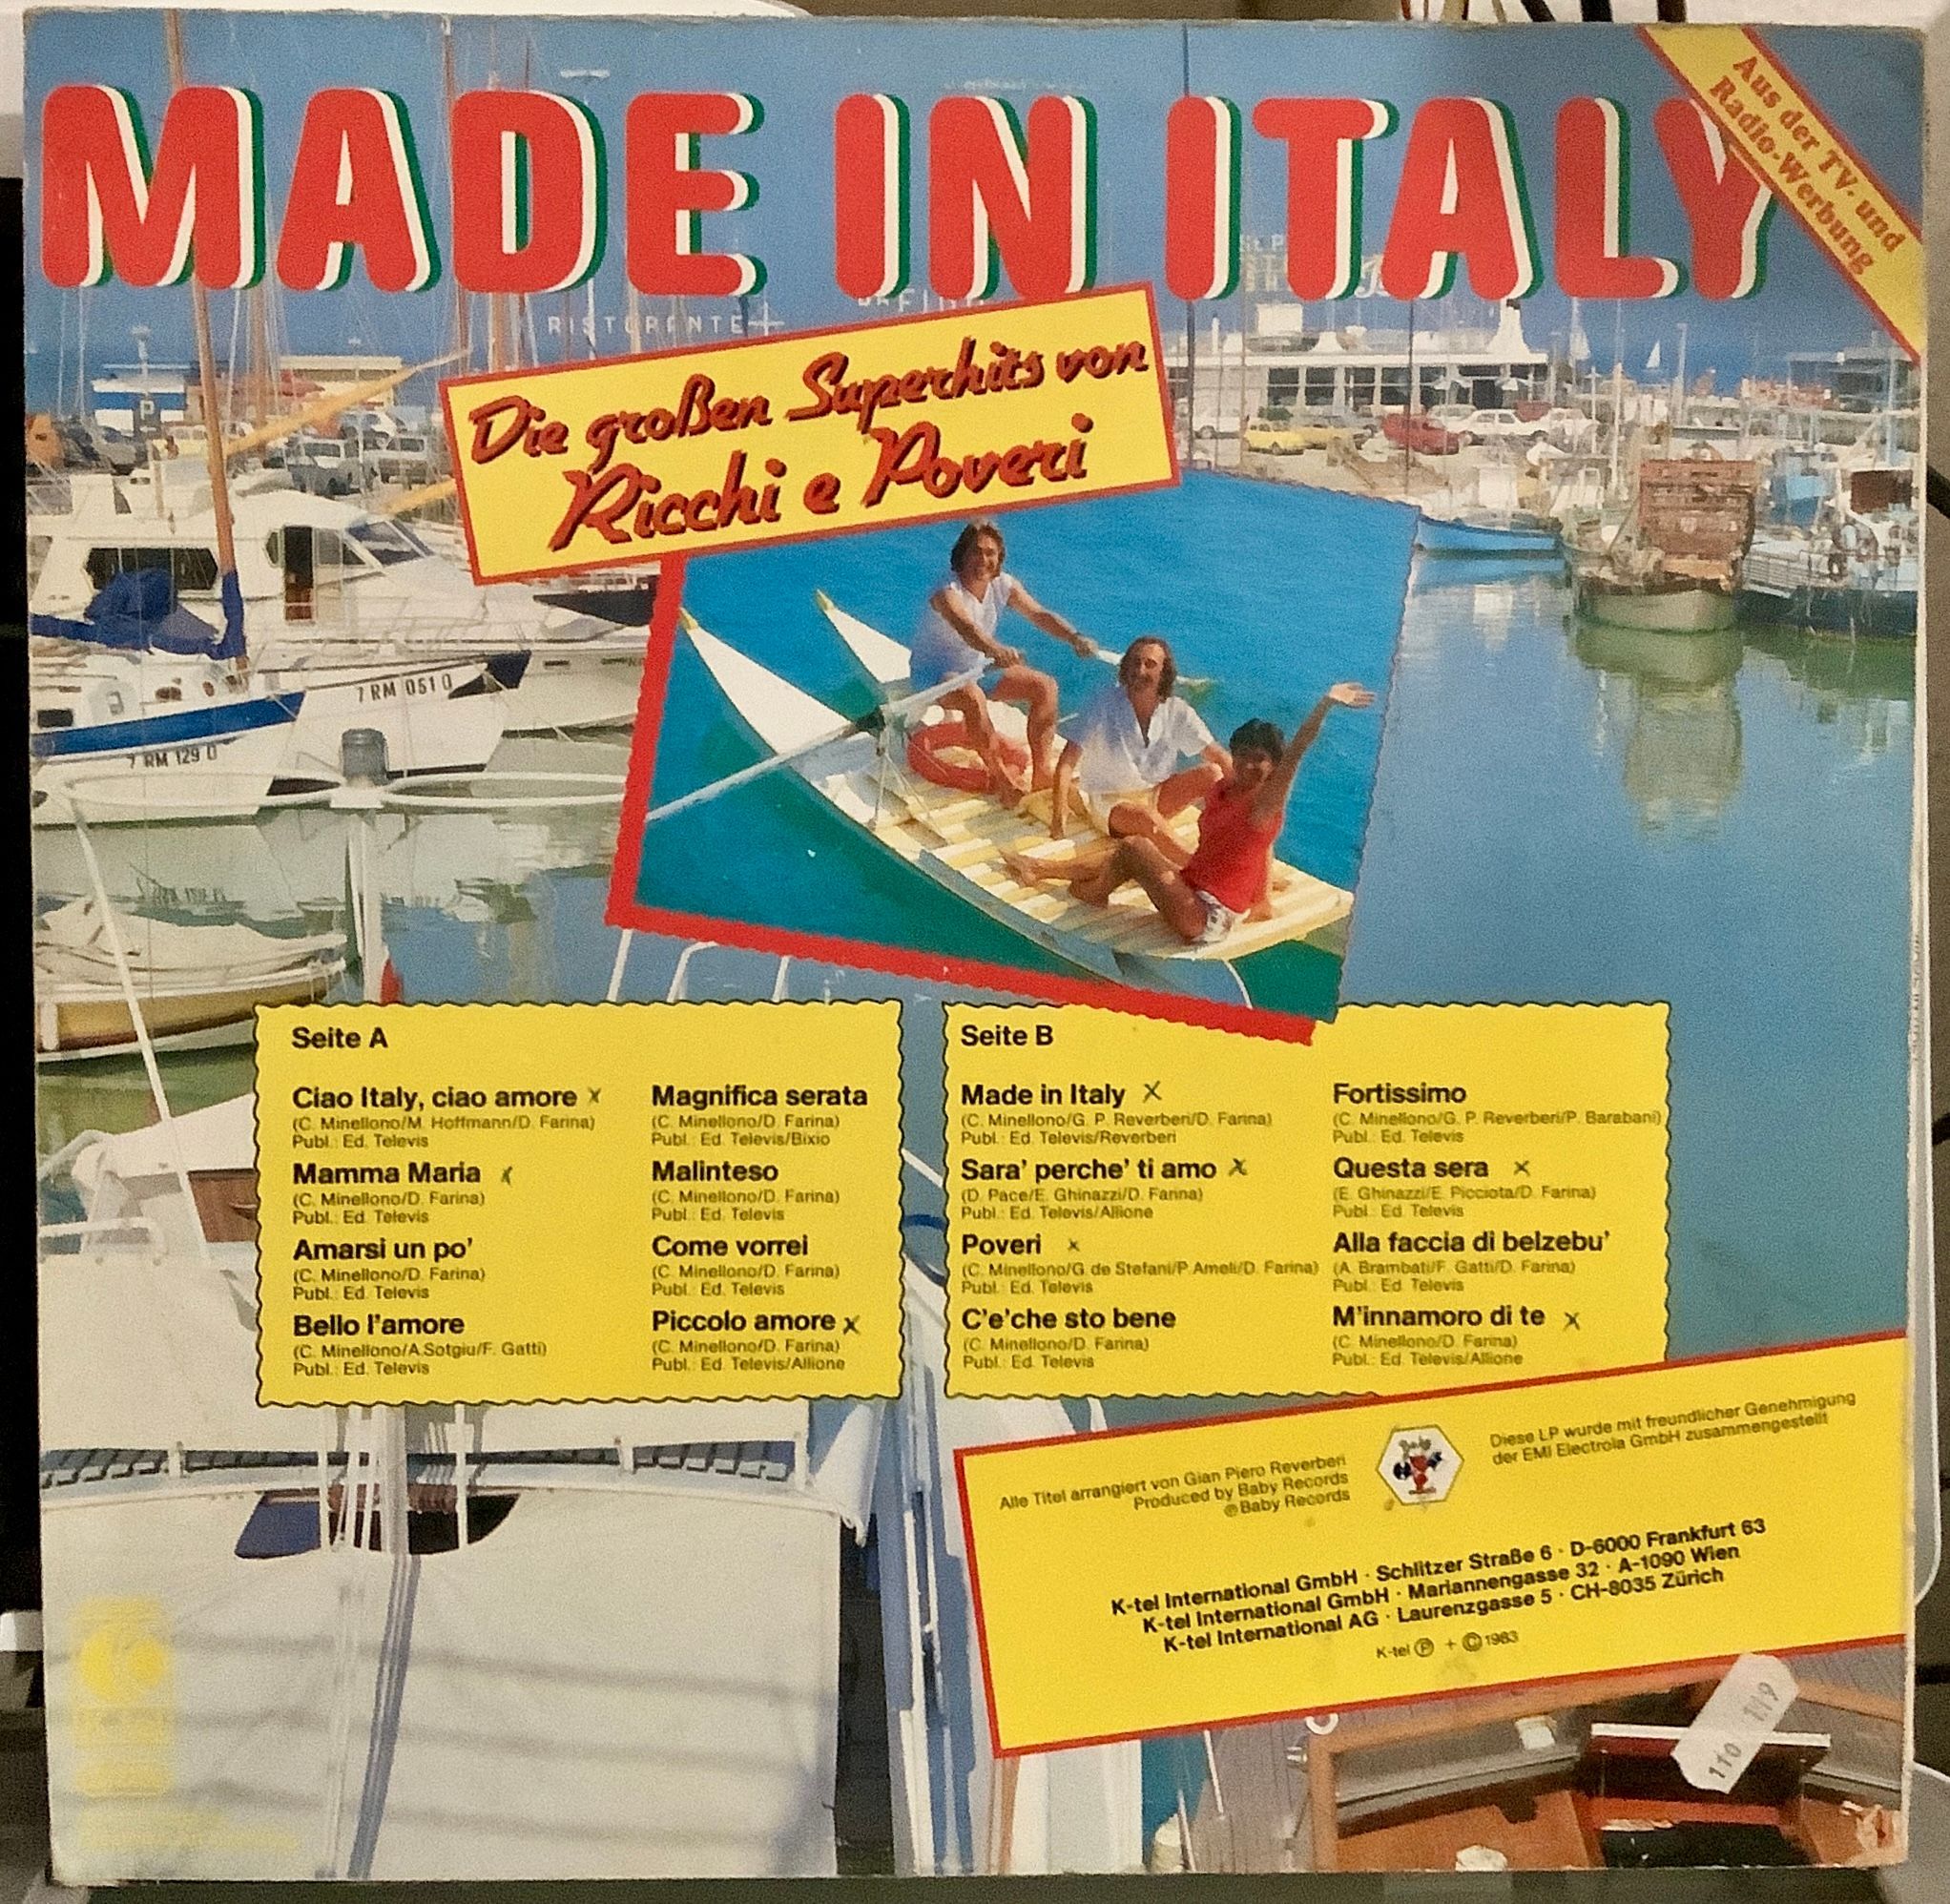 MADE IN ITALY
Aus der TV- und
Radio-Werbung
RISTORANTE
Die großen Superhits von
Ricchi e Poveri
7 RM 051 D
7 RM 129 D
Seite A
Ciao Italy, ciao amore x
(C. Minellono/M. Hoffmann/D. Farina)
Publ.: Ed. Televis
Mamma Maria x
(C. Minellono/D. Farina)
Publ.: Ed. Televis
Amarsi un po'
(C. Minellono/D. Farina)
Publ.: Ed. Televis
Bello l'amore
(C. Minellono/A.Sotgiu/F. Gatti)
Publ.: Ed. Televis
Magnifica serata
(C. Minellono/D. Farina)
Publ.: Ed. Televis/Bixio
Malinteso
(C. Minellono/D. Farina)
Publ.: Ed. Televis
Come vorrei
(C. Minellono/D. Farina)
Publ.: Ed. Televis
Piccolo amore x
(C. Minellono/D. Farina)
Publ.: Ed. Televis/Allione
Seite B
Made in Italy x
(C. Minellono/G. P. Reverberi/D. Farina)
Publ.: Ed. Televis/Reverberi
Sara' perche' ti amo x
(D. Pace/E. Ghinazzi/D. Farina)
Publ.: Ed. Televis/Allione
Poveri x
(C. Minellono/G. de Stefani/P. Ameli/D. Farina)
Publ.: Ed. Televis
C'e'che sto bene
(C. Minellono/D. Farina)
Publ.: Ed. Televis
Fortissimo
(C. Minellono/G. P. Reverberi/P. Barabani)
Publ.: Ed. Televis
Questa sera x
(E. Ghinazzi/E. Picciota/D. Farina)
Publ.: Ed. Televis
Alla faccia di belzebu'
(A. Brambati/F. Gatti/D. Farina)
Publ.: Ed. Televis
M'innamoro di te x
(C. Minellono/D. Farina)
Publ.: Ed. Televis/Allione
Alle Titel arrangiert von Gian Piero Reverberi
Produced by Baby Records
℗ Baby Records
Baby
Diese LP wurde mit freundlicher Genehmigung
der EMI Electrola GmbH zusammengestellt
K-tel International GmbH · Schlitzer Straße 6 · D-6000 Frankfurt 63
K-tel International GmbH · Mariannengasse 32 · A-1090 Wien
K-tel International AG · Laurenzgasse 5 · CH-8035 Zürich
K-tel ℗ + © 1983
110 119